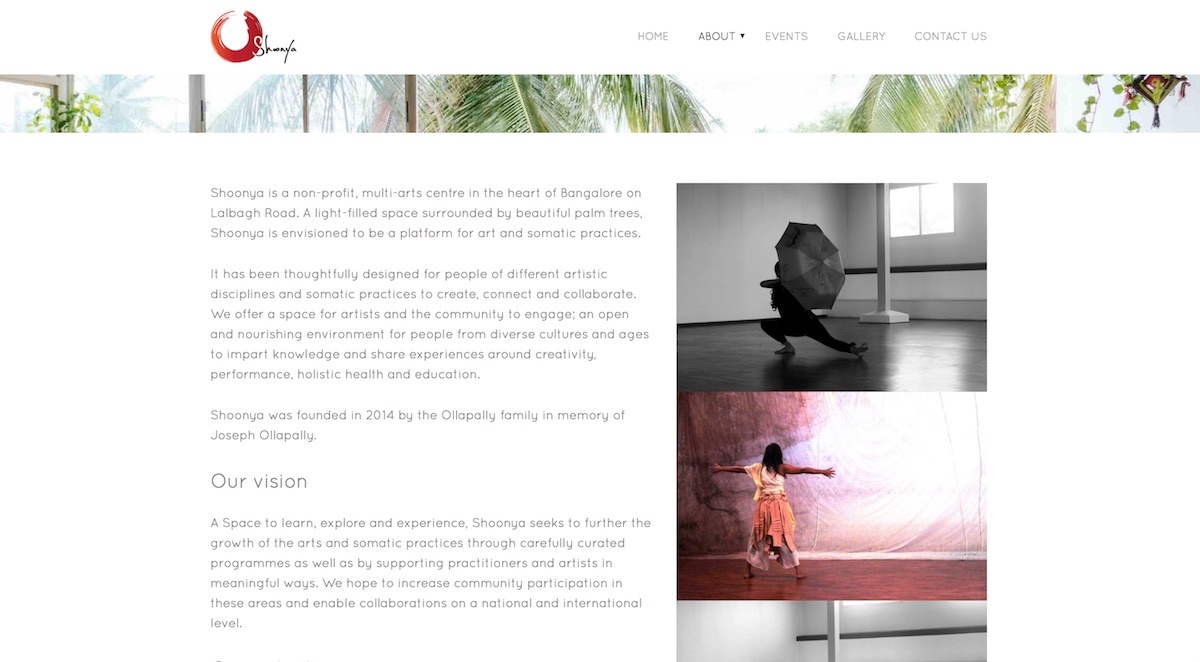 Shoonya
HOME
ABOUT ▼
EVENTS
GALLERY
CONTACT US
Shoonya is a non-profit, multi-arts centre in the heart of Bangalore on
Lalbagh Road. A light-filled space surrounded by beautiful palm trees,
Shoonya is envisioned to be a platform for art and somatic practices.
It has been thoughtfully designed for people of different artistic
disciplines and somatic practices to create, connect and collaborate.
We offer a space for artists and the community to engage; an open
and nourishing environment for people from diverse cultures and ages
to impart knowledge and share experiences around creativity,
performance, holistic health and education.
Shoonya was founded in 2014 by the Ollapally family in memory of
Joseph Ollapally.
Our vision
A Space to learn, explore and experience, Shoonya seeks to further the
growth of the arts and somatic practices through carefully curated
programmes as well as by supporting practitioners and artists in
meaningful ways. We hope to increase community participation in
these areas and enable collaborations on a national and international
level.